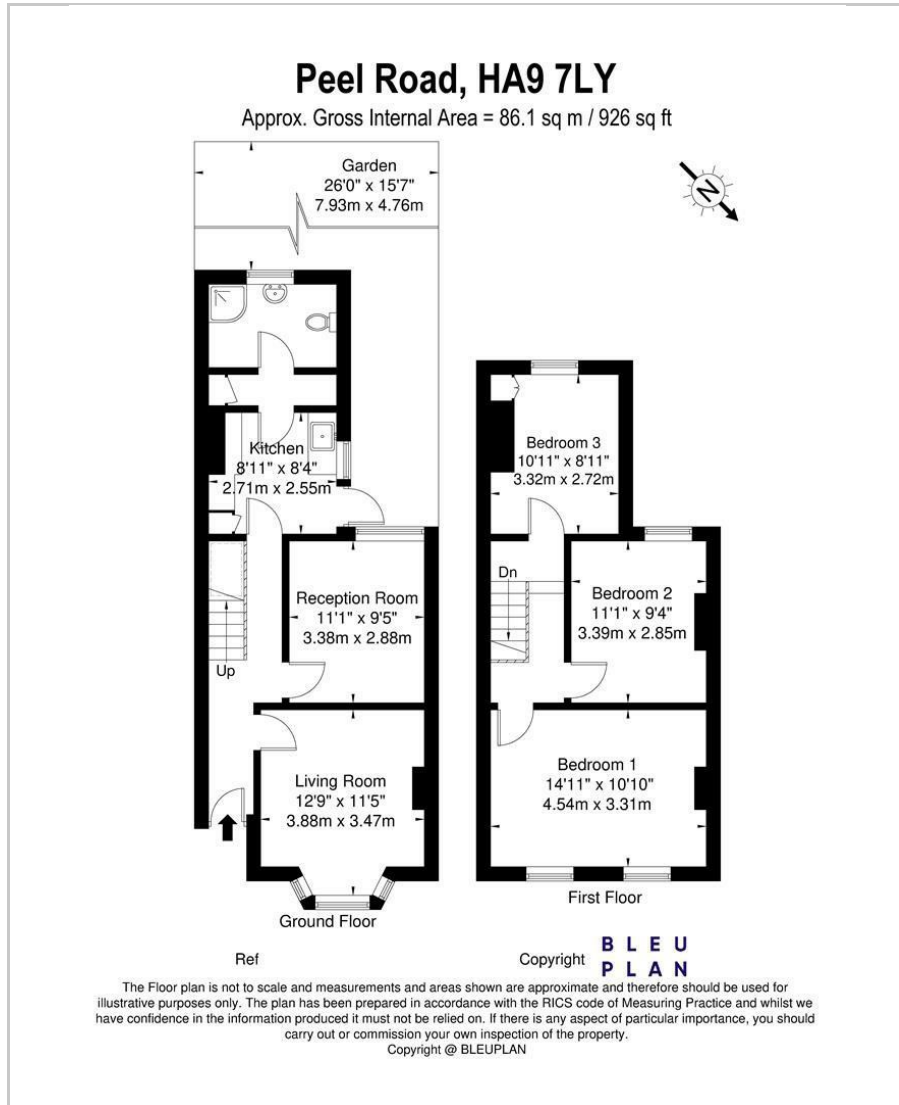 Peel Road, HA9 7LY
Approx. Gross Internal Area = 86.1 sq m / 926 sq ft
Garden
26'0" x 15'7"
7.93m x 4.76m
N
Kitchen
8'11" x 8'4"
2.71m x 2.55m
Reception Room
11'1" x 9'5"
3.38m x 2.88m
Up
Living Room
12'9" x 11'5"
3.88m x 3.47m
Ground Floor
Bedroom 3
10'11" x 8'11"
3.32m x 2.72m
Dn
Bedroom 2
11'1" x 9'4"
3.39m x 2.85m
Bedroom 1
14'11" x 10'10"
4.54m x 3.31m
First Floor
Ref
Copyright
BLEU
PLAN
The Floor plan is not to scale and measurements and areas shown are approximate and therefore should be used for
illustrative purposes only. The plan has been prepared in accordance with the RICS code of Measuring Practice and whilst we
have confidence in the information produced it must not be relied on. If there is any aspect of particular importance, you should
carry out or commission your own inspection of the property.
Copyright @ BLEUPLAN